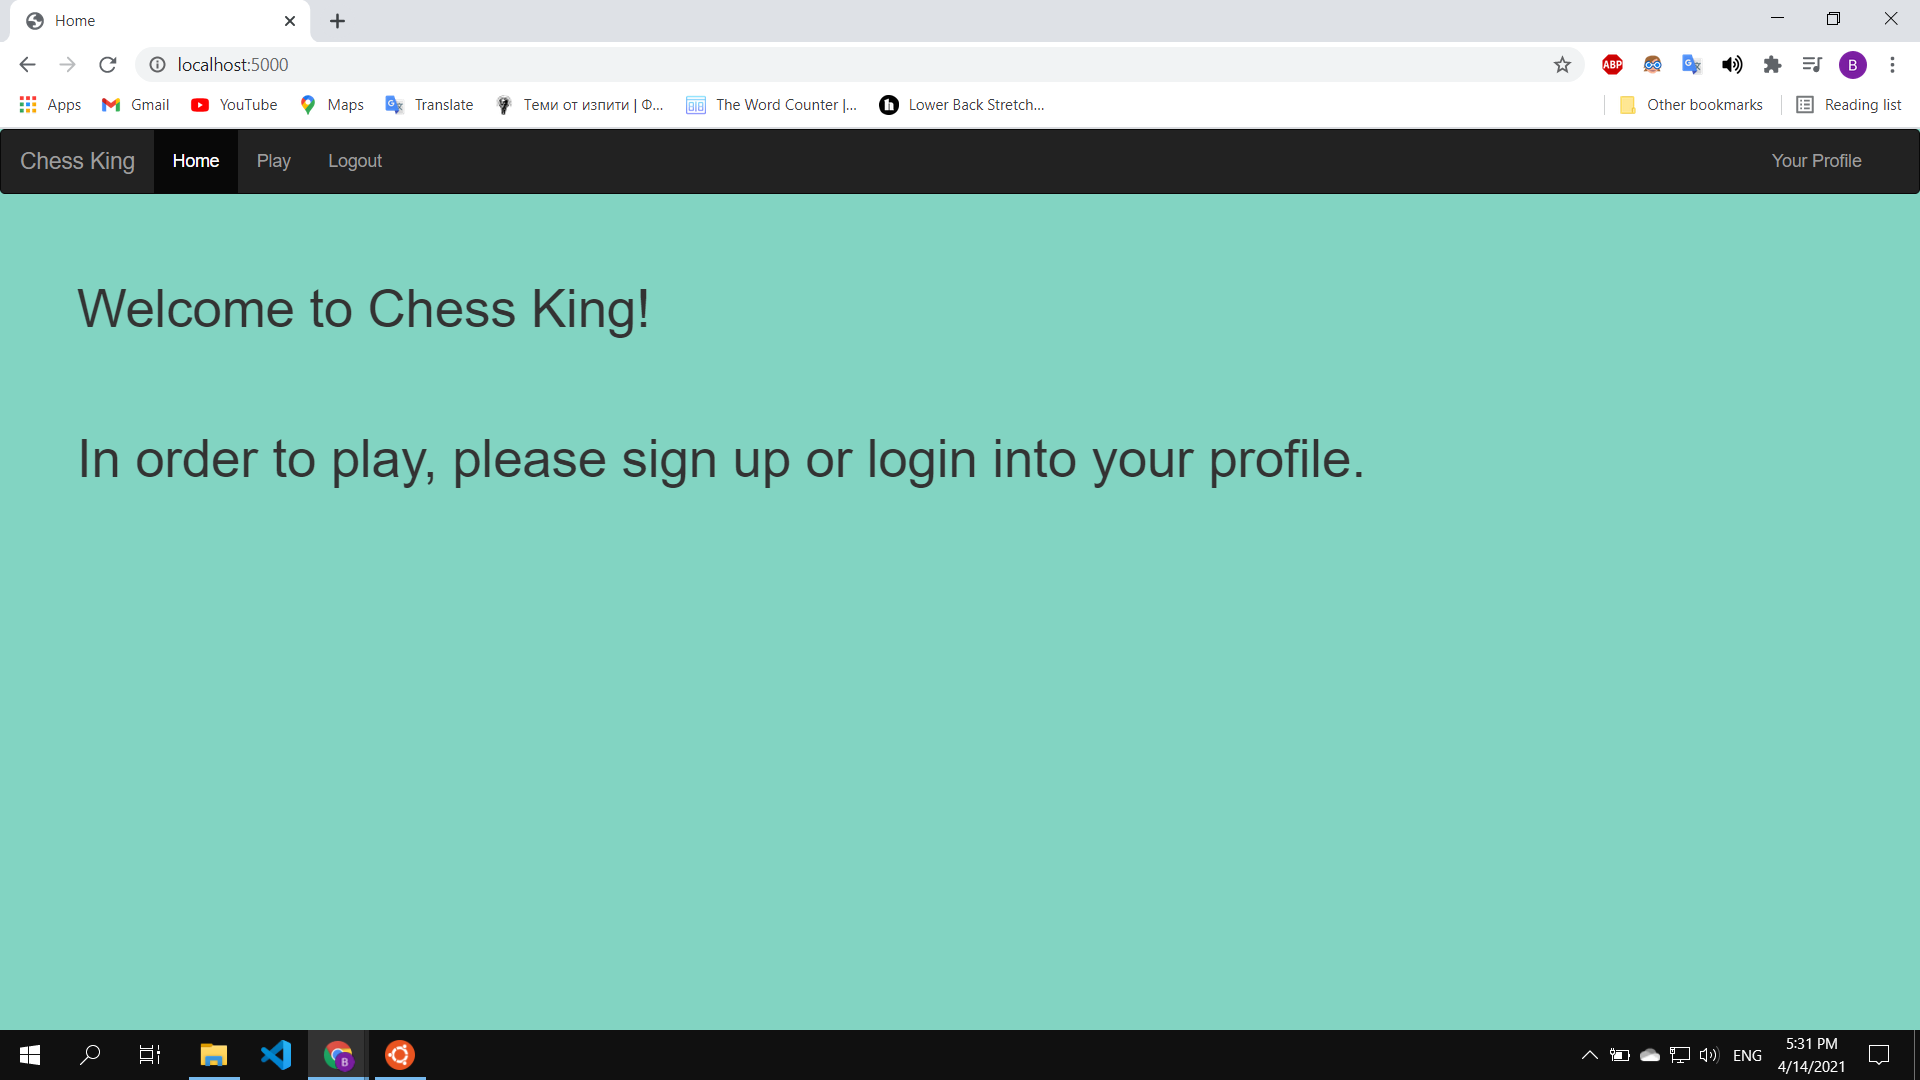 Home
localhost:5000
ABP
B
Apps
Gmail
YouTube
Maps
Translate
Теми от изпити | Ф...
The Word Counter |...
Lower Back Stretch...
Other bookmarks
Reading list
Chess King
Home
Play
Logout
Your Profile
Welcome to Chess King!
In order to play, please sign up or login into your profile.
B
ENG
5:31 PM
4/14/2021